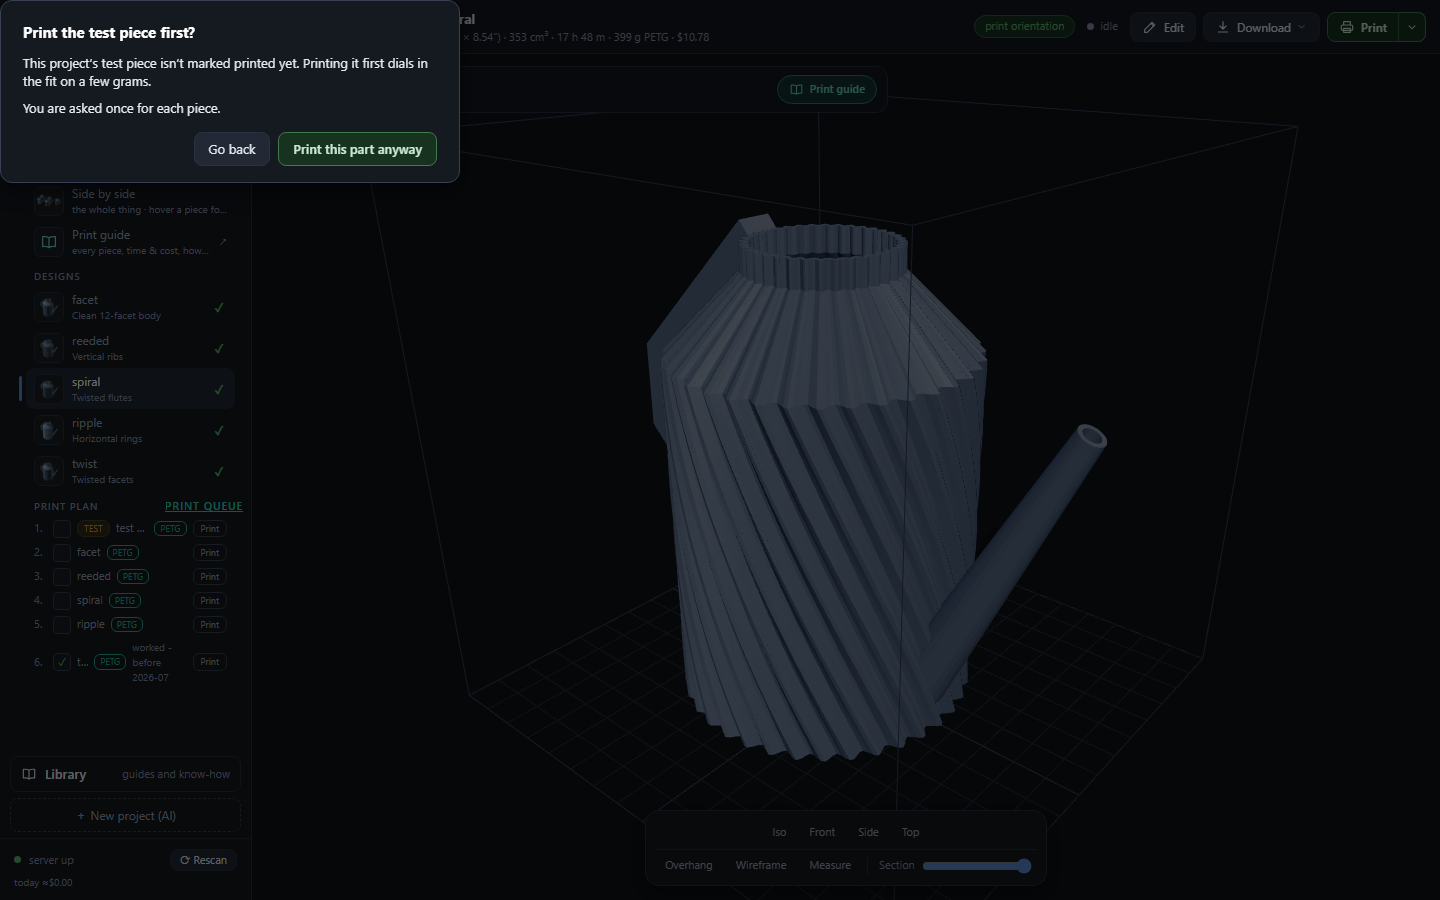 Print the test piece first?
This project's test piece isn't marked printed yet. Printing it first dials in
the fit on a few grams.
You are asked once for each piece.
Go back
Print this part anyway
ral
× 8.54″) · 353 cm³ · 17 h 48 m · 399 g PETG · $10.78
print orientation
idle
Edit
Download
Print
Print guide
Side by side
the whole thing · hover a piece fo...
Print guide
every piece, time & cost, how...
DESIGNS
facet
Clean 12-facet body
reeded
Vertical ribs
spiral
Twisted flutes
ripple
Horizontal rings
twist
Twisted facets
PRINT PLAN
PRINT QUEUE
1. TEST test ... PETG Print
2. facet PETG Print
3. reeded PETG Print
4. spiral PETG Print
5. ripple PETG Print
6. t... PETG worked - before 2026-07 Print
Library
guides and know-how
+ New project (AI)
server up
Rescan
today ≈$0.00
Iso Front Side Top
Overhang Wireframe Measure Section